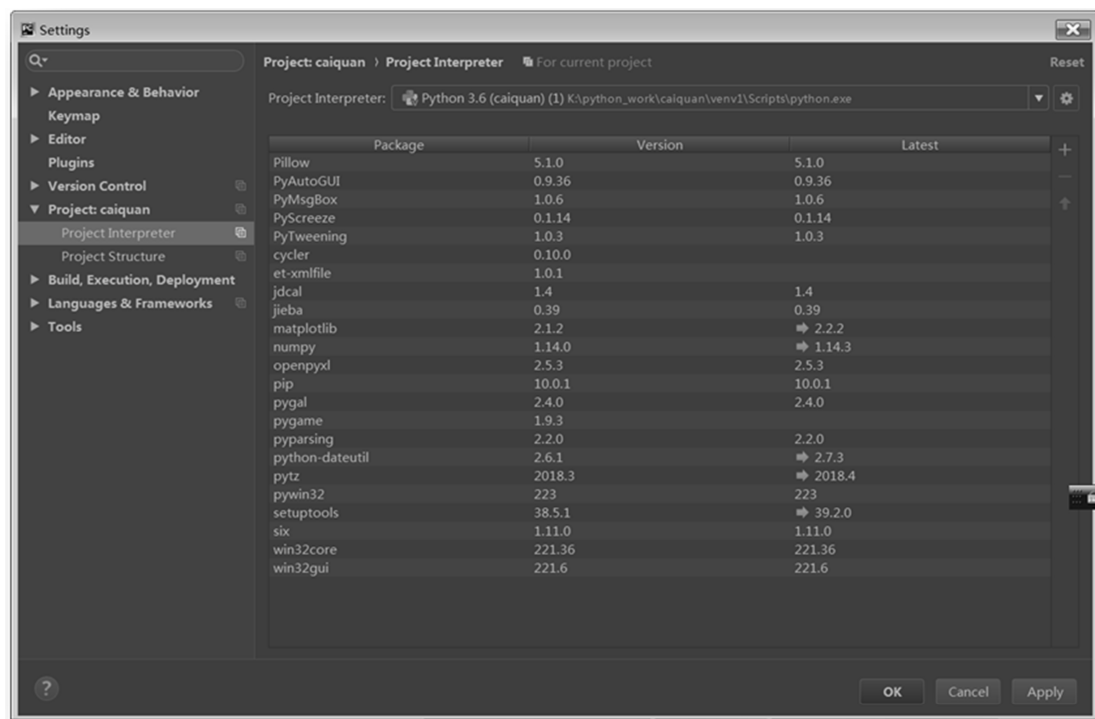 Settings
Project: caiquan › Project Interpreter For current project Reset
Appearance & Behavior
Keymap
Editor
Plugins
Version Control
Project: caiquan
Project Interpreter
Project Structure
Build, Execution, Deployment
Languages & Frameworks
Tools
Project Interpreter: Python 3.6 (caiquan) (1) K:\python_work\caiquan\venv1\Scripts\python.exe
Package Version Latest
Pillow 5.1.0 5.1.0
PyAutoGUI 0.9.36 0.9.36
PyMsgBox 1.0.6 1.0.6
PyScreeze 0.1.14 0.1.14
PyTweening 1.0.3 1.0.3
cycler 0.10.0
et-xmlfile 1.0.1
jdcal 1.4 1.4
jieba 0.39 0.39
matplotlib 2.1.2 2.2.2
numpy 1.14.0 1.14.3
openpyxl 2.5.3 2.5.3
pip 10.0.1 10.0.1
pygal 2.4.0 2.4.0
pygame 1.9.3
pyparsing 2.2.0 2.2.0
python-dateutil 2.6.1 2.7.3
pytz 2018.3 2018.4
pywin32 223 223
setuptools 38.5.1 39.2.0
six 1.11.0 1.11.0
win32core 221.36 221.36
win32gui 221.6 221.6
? OK Cancel Apply